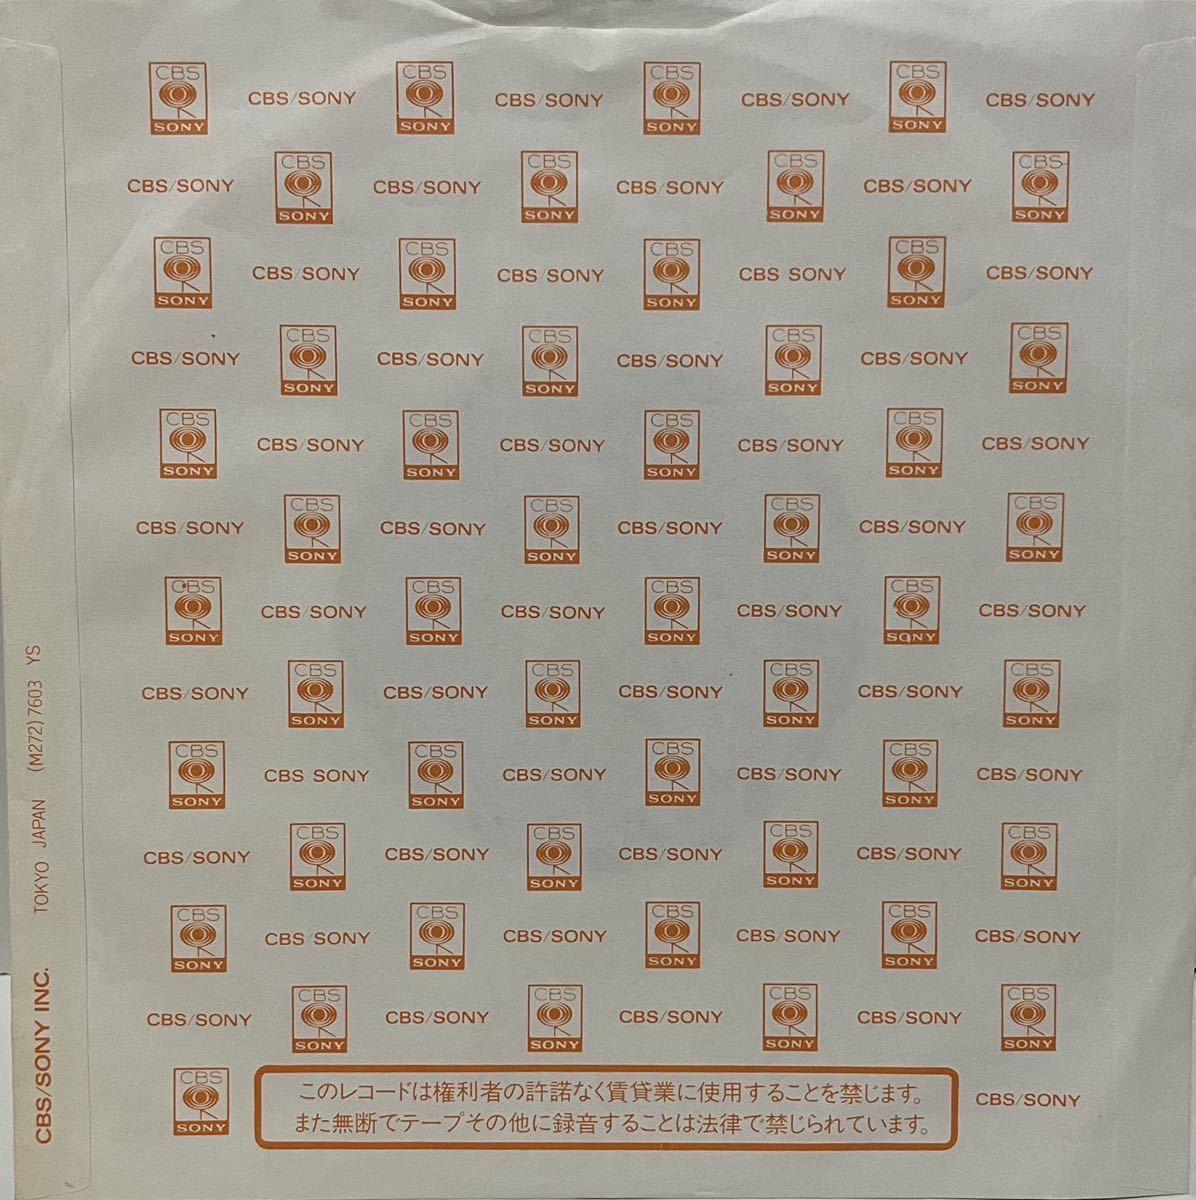 CBS SONY CBS/SONY CBS SONY CBS/SONY CBS SONY CBS/SONY CBS SONY CBS/SONY
CBS/SONY CBS SONY CBS/SONY CBS SONY CBS/SONY CBS SONY CBS/SONY CBS SONY
CBS SONY CBS/SONY CBS SONY CBS/SONY CBS SONY CBS SONY CBS SONY CBS/SONY
CBS/SONY CBS SONY CBS/SONY CBS SONY CBS/SONY CBS SONY CBS/SONY CBS SONY
CBS SONY CBS/SONY CBS SONY CBS/SONY CBS SONY CBS/SONY CBS SONY CBS/SONY
CBS/SONY CBS SONY CBS/SONY CBS SONY CBS/SONY CBS SONY CBS/SONY CBS SONY
CBS SONY CBS/SONY CBS SONY CBS/SONY CBS SONY CBS/SONY CBS SONY CBS/SONY
CBS/SONY CBS SONY CBS/SONY CBS SONY CBS/SONY CBS SONY CBS/SONY CBS SONY
CBS SONY CBS SONY CBS SONY CBS/SONY CBS SONY CBS/SONY CBS SONY CBS/SONY
CBS/SONY CBS SONY CBS/SONY CBS SONY CBS/SONY CBS SONY CBS/SONY CBS SONY
CBS SONY CBS SONY CBS SONY CBS/SONY CBS SONY CBS/SONY CBS SONY CBS/SONY
CBS/SONY CBS SONY CBS/SONY CBS SONY CBS/SONY CBS SONY CBS/SONY CBS SONY
CBS SONY
このレコードは権利者の許諾なく賃貸業に使用することを禁じます。
また無断でテープその他に録音することは法律で禁じられています。
CBS/SONY
CBS/SONY INC. TOKYO JAPAN (M272) 7603 YS